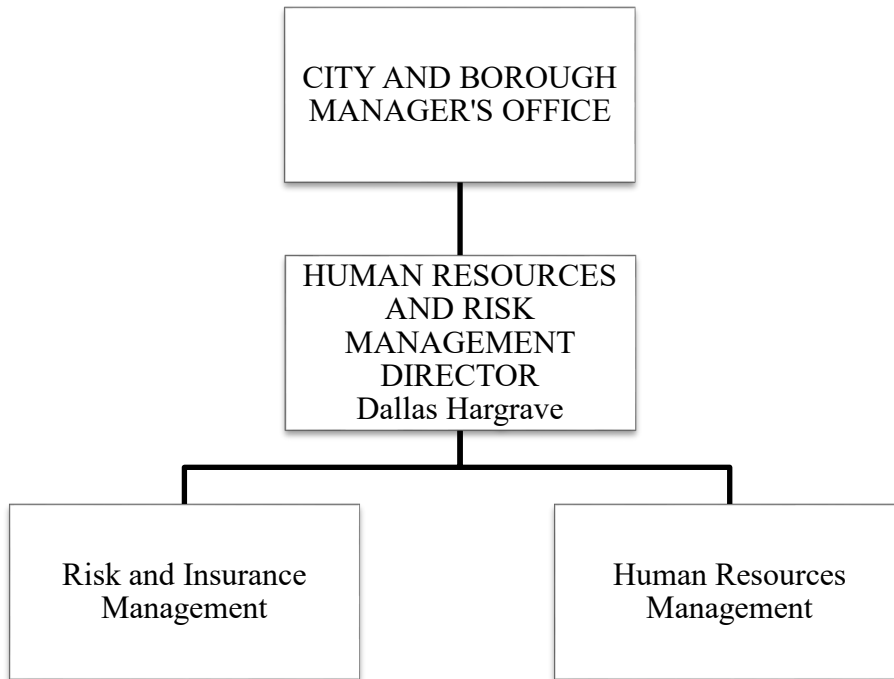 CITY AND BOROUGH
MANAGER'S OFFICE
HUMAN RESOURCES
AND RISK
MANAGEMENT
DIRECTOR
Dallas Hargrave
Risk and Insurance
Management
Human Resources
Management